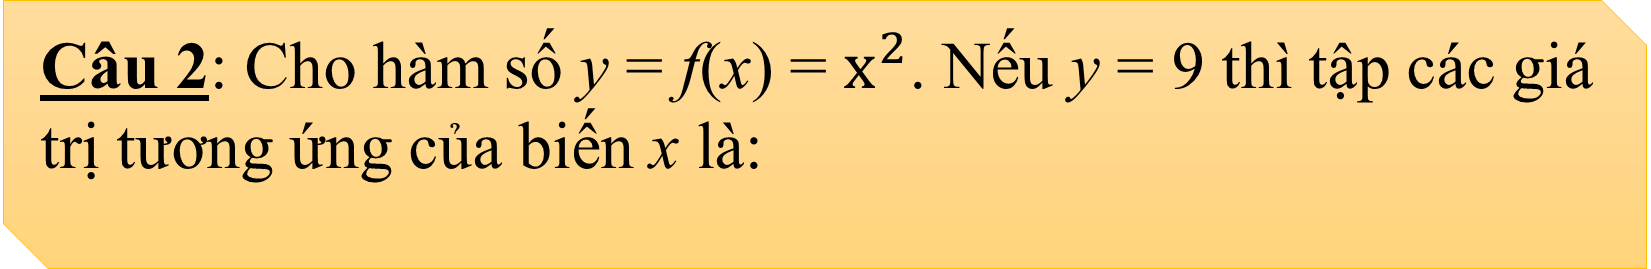 Câu 2: Cho hàm số y = f(x) = x². Nếu y = 9 thì tập các giá
trị tương ứng của biến x là: